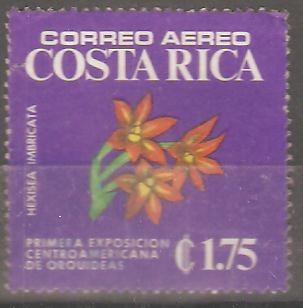 CORREO AEREO
COSTA RICA
HEXISEA IMBRICATA
PRIMERA EXPOSICION
CENTROAMERICANA
DE ORQUIDEAS
₡1.75